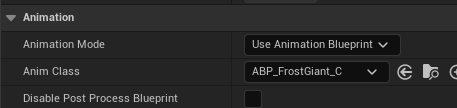 Animation
Animation Mode Use Animation Blueprint
Anim Class ABP_FrostGiant_C
Disable Post Process Blueprint